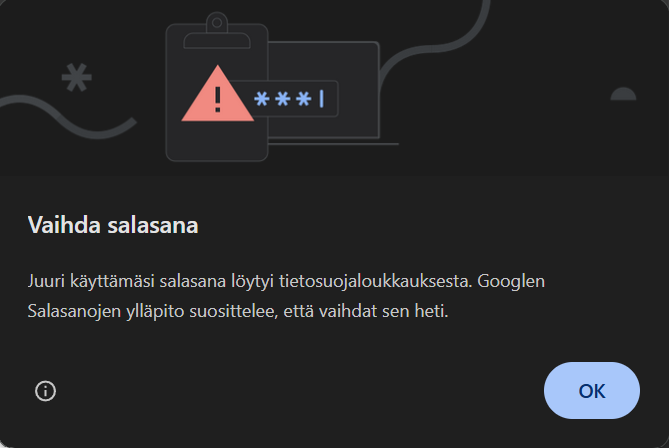 ***|
Vaihda salasana
Juuri käyttämäsi salasana löytyi tietosuojaloukkauksesta. Googlen
Salasanojen ylläpito suosittelee, että vaihdat sen heti.
OK